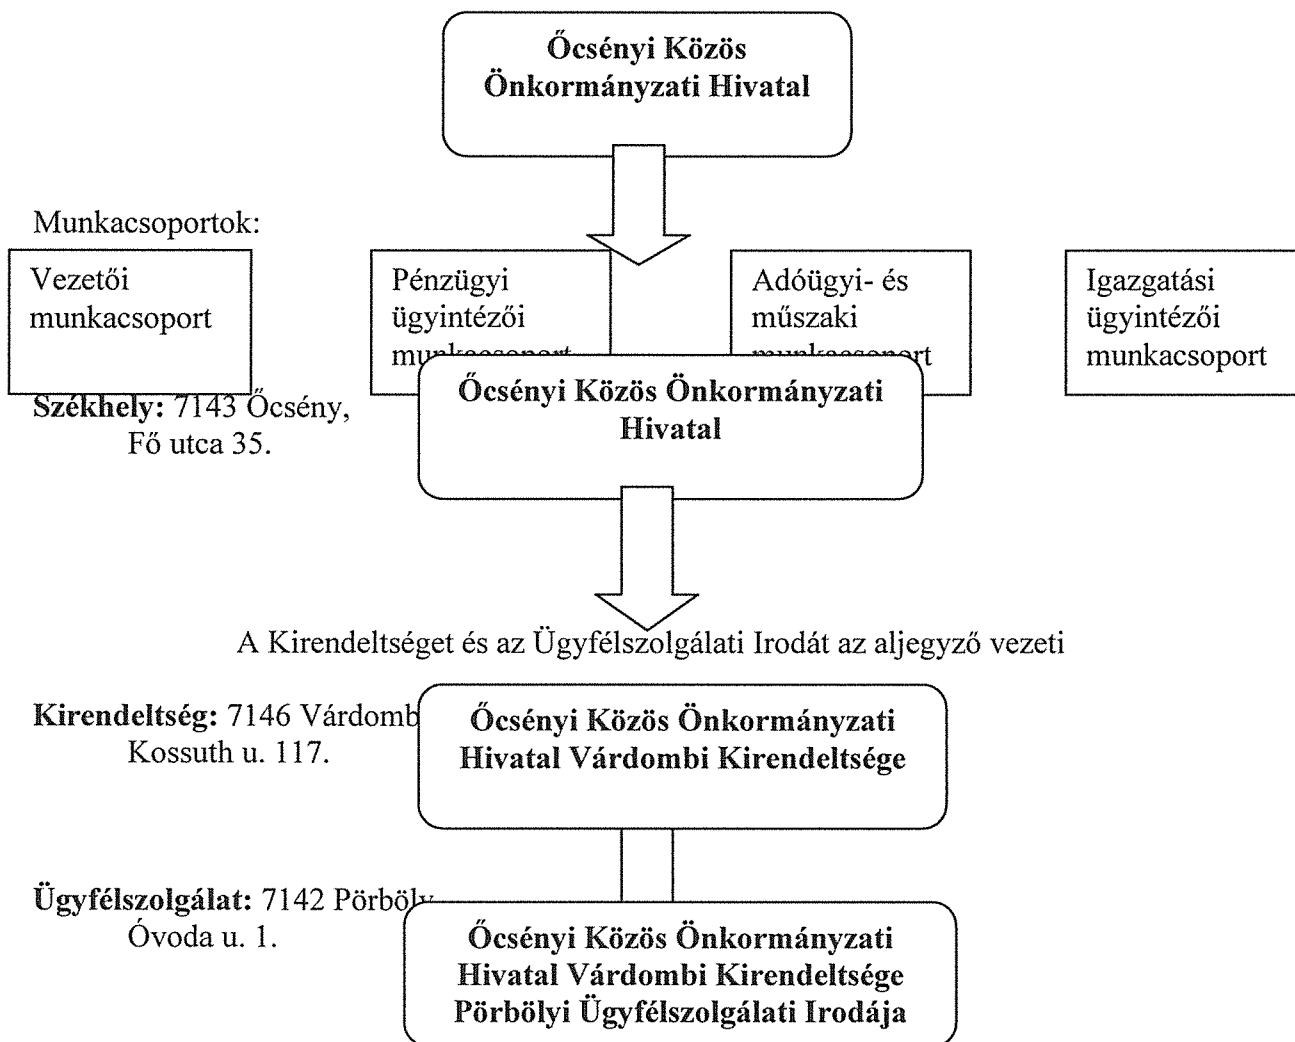 Őcsényi Közös
Önkormányzati Hivatal
Munkacsoportok:
Vezetői
munkacsoport
Pénzügyi
ügyintézői
munkacsoport
Adóügyi- és
műszaki
munkacsoport
Igazgatási
ügyintézői
munkacsoport
Székhely: 7143 Őcsény,
Fő utca 35.
Őcsényi Közös Önkormányzati
Hivatal
A Kirendeltséget és az Ügyfélszolgálati Irodát az aljegyző vezeti
Kirendeltség: 7146 Várdomb
Kossuth u. 117.
Őcsényi Közös Önkormányzati
Hivatal Várdombi Kirendeltsége
Ügyfélszolgálat: 7142 Pörböly
Óvoda u. 1.
Őcsényi Közös Önkormányzati
Hivatal Várdombi Kirendeltsége
Pörbölyi Ügyfélszolgálati Irodája